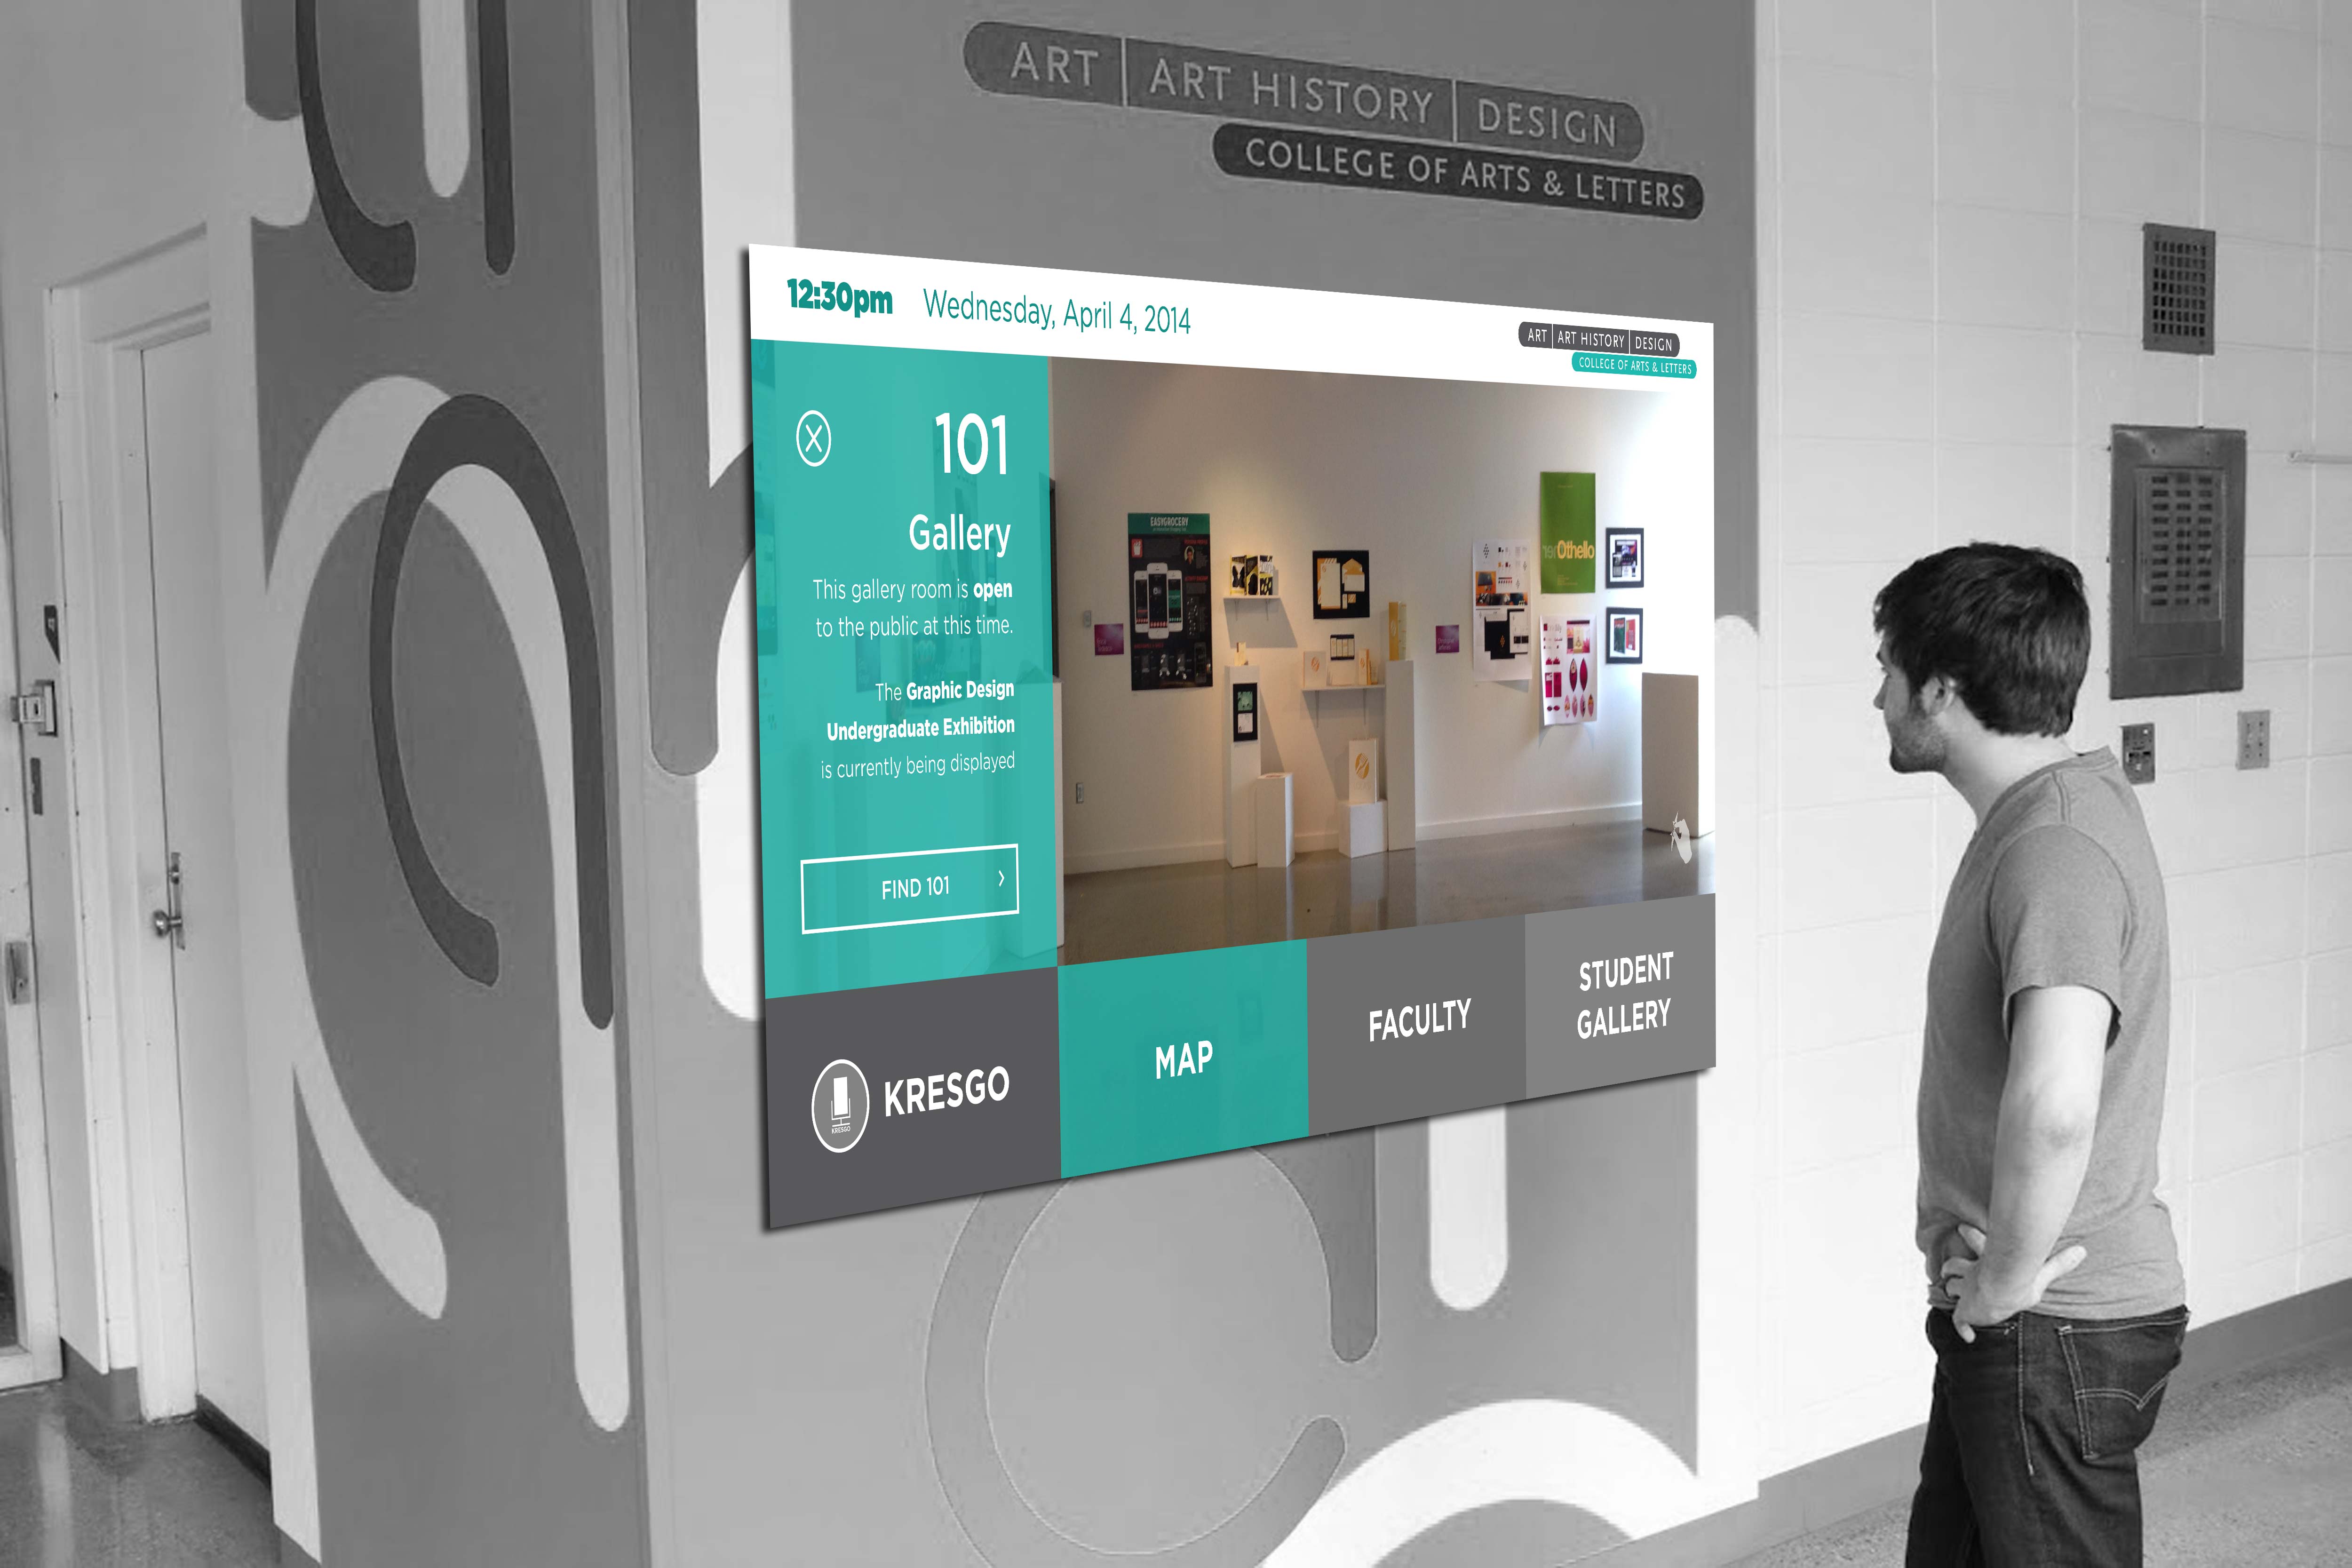 ART | ART HISTORY | DESIGN
COLLEGE OF ARTS & LETTERS
12:30pm Wednesday, April 4, 2014
ART | ART HISTORY | DESIGN
COLLEGE OF ARTS & LETTERS
101
Gallery
This gallery room is open
to the public at this time.
The Graphic Design
Undergraduate Exhibition
is currently being displayed
FIND 101 >
EASYGROCERY
Othello
KRESGO
KRESGO
MAP
FACULTY
STUDENT
GALLERY